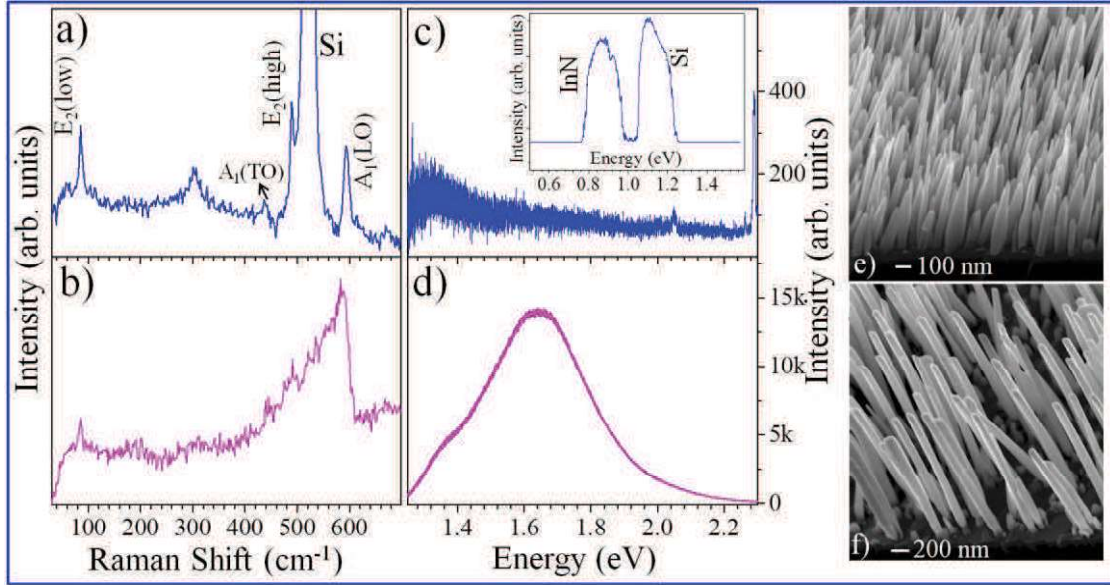 a)
Si
E₂(low)
E₂(high)
A₁(TO)
A₁(LO)
b)
Intensity (arb. units)
100 200 300 400 500 600
Raman Shift (cm⁻¹)
c)
InN
Si
Intensity (arb. units)
Energy (eV)
0.6 0.8 1.0 1.2 1.4
400
200
d)
15k
10k
5k
0
Intensity (arb. units)
1.4 1.6 1.8 2.0 2.2
Energy (eV)
e) 100 nm
f) 200 nm